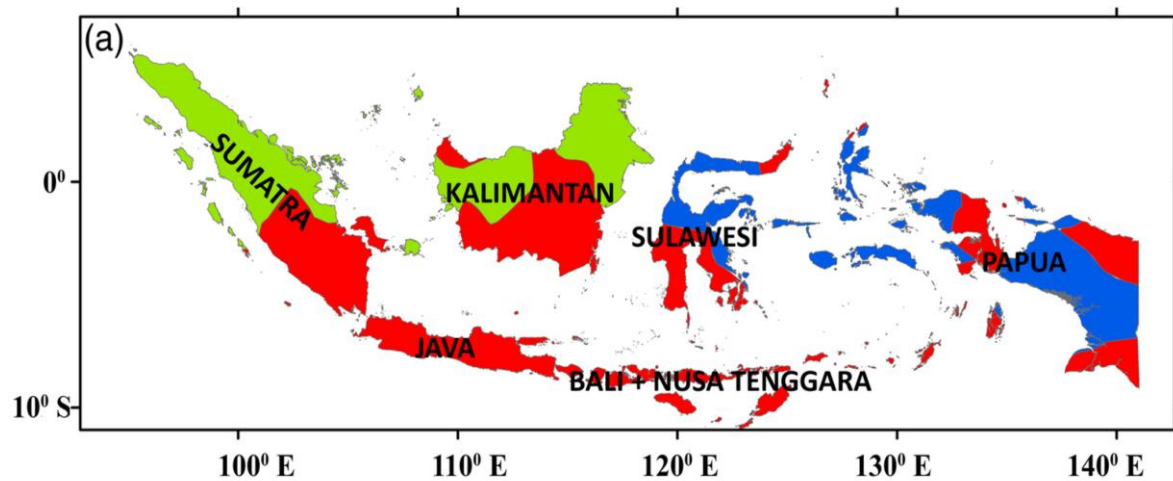 (a)
SUMATRA
KALIMANTAN
0⁰
SULAWESI
PAPUA
JAVA
BALI + NUSA TENGGARA
10⁰ S
100⁰ E
110⁰ E
120⁰ E
130⁰ E
140⁰ E